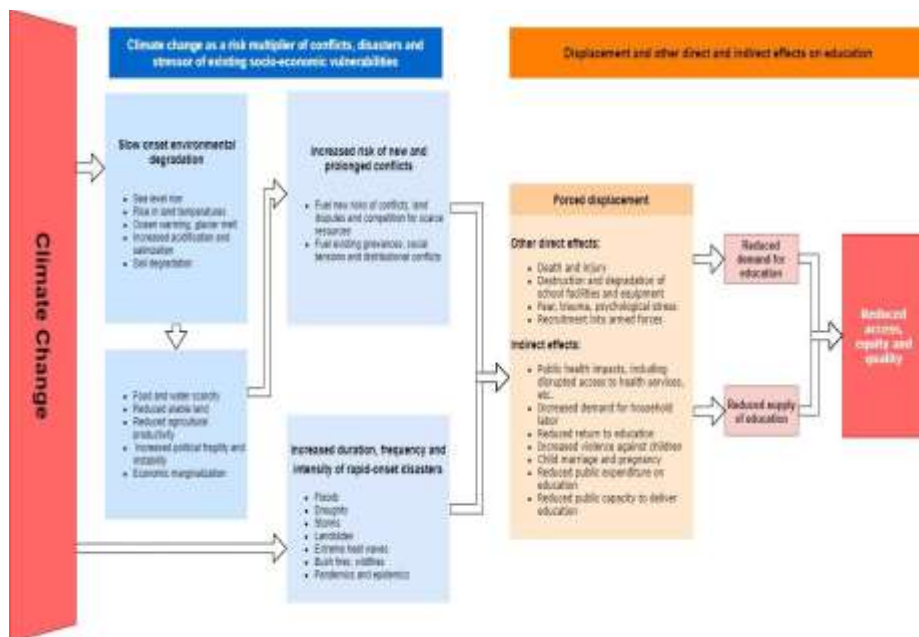 Climate change as a risk multiplier of conflicts, disasters and
stressor of existing socio-economic vulnerabilities
Displacement and other direct and indirect effects on education
Climate Change
Slow onset environmental
degradation
Sea level rise
Rise in land temperatures
Ocean warming, glacier melt
Increased acidification and
salinization
Soil degradation
Food and water scarcity
Reduced arable land
Reduced agricultural
productivity
Increased political fragility and
instability
Economic marginalization
Increased risk of new and
prolonged conflicts
Fuel new risks of conflicts, land
disputes and competition for scarce
resources
Fuel existing grievances, social
tensions and distributional conflicts
Increased duration, frequency and
intensity of rapid-onset disasters
Floods
Droughts
Storms
Landslides
Extreme heat waves
Bush fires, wildfires
Pandemics and epidemics
Forced displacement
Other direct effects:
Death and injury
Destruction and degradation of
school facilities and equipment
Fear, trauma, psychological stress
Recruitment into armed forces
Indirect effects:
Public health impacts, including
disrupted access to health services,
etc.
Increased demand for household
labor
Reduced return to education
Increased violence against children
Child marriage and pregnancy
Reduced public expenditure on
education
Reduced public capacity to deliver
education
Reduced
demand for
education
Reduced supply
of education
Reduced
access,
equity and
quality